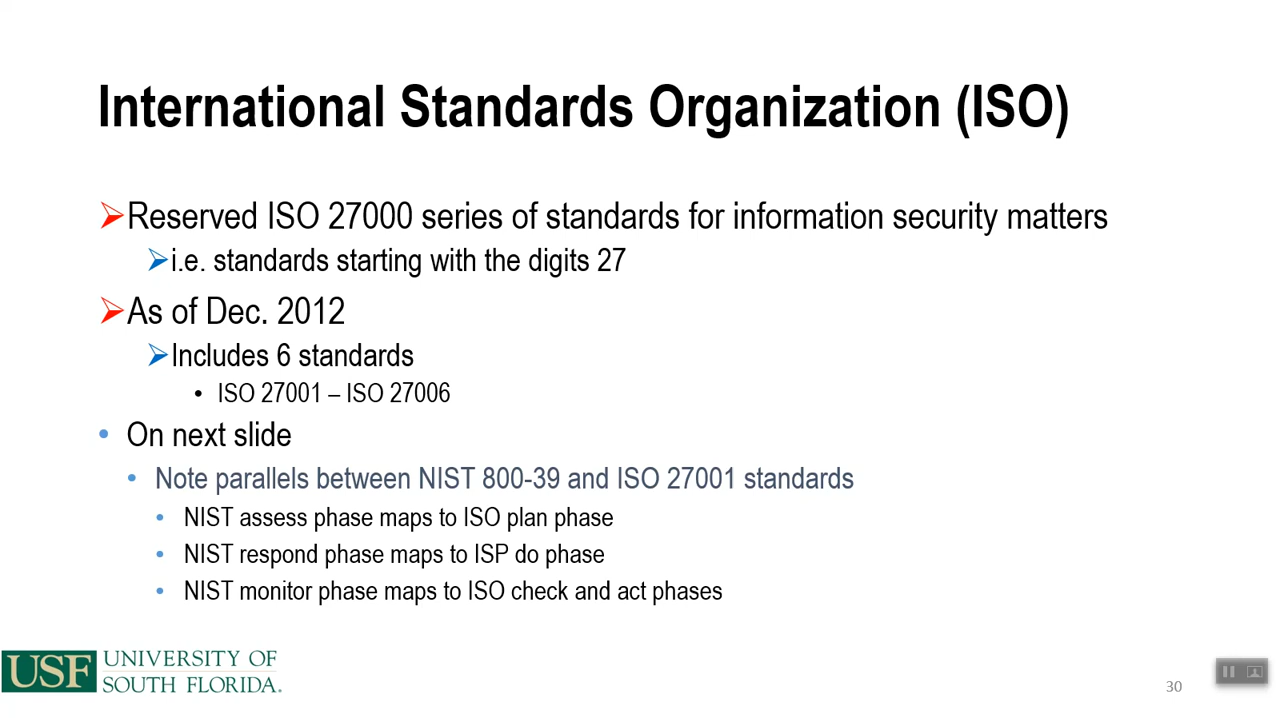 International Standards Organization (ISO)
Reserved ISO 27000 series of standards for information security matters
i.e. standards starting with the digits 27
As of Dec. 2012
Includes 6 standards
• ISO 27001 – ISO 27006
• On next slide
• Note parallels between NIST 800-39 and ISO 27001 standards
• NIST assess phase maps to ISO plan phase
• NIST respond phase maps to ISP do phase
• NIST monitor phase maps to ISO check and act phases
USF UNIVERSITY OF
SOUTH FLORIDA.
30